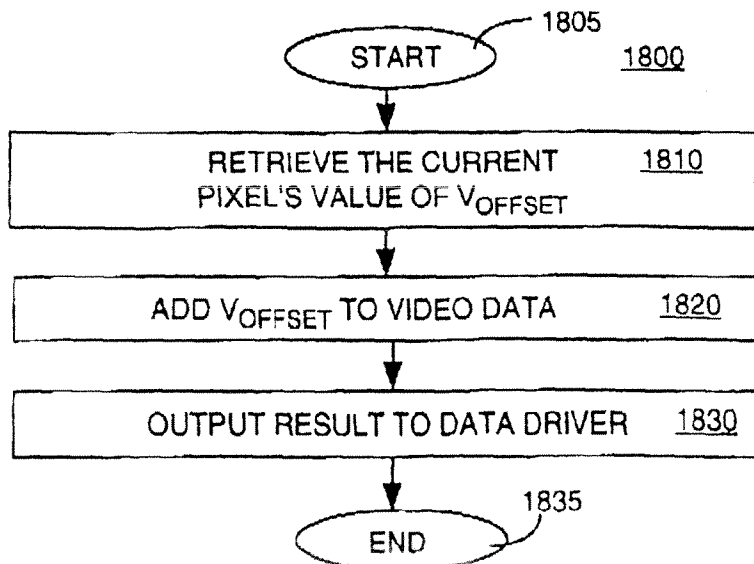 1805
START
1800
RETRIEVE THE CURRENT 1810
PIXEL'S VALUE OF VOFFSET
ADD VOFFSET TO VIDEO DATA 1820
OUTPUT RESULT TO DATA DRIVER 1830
1835
END